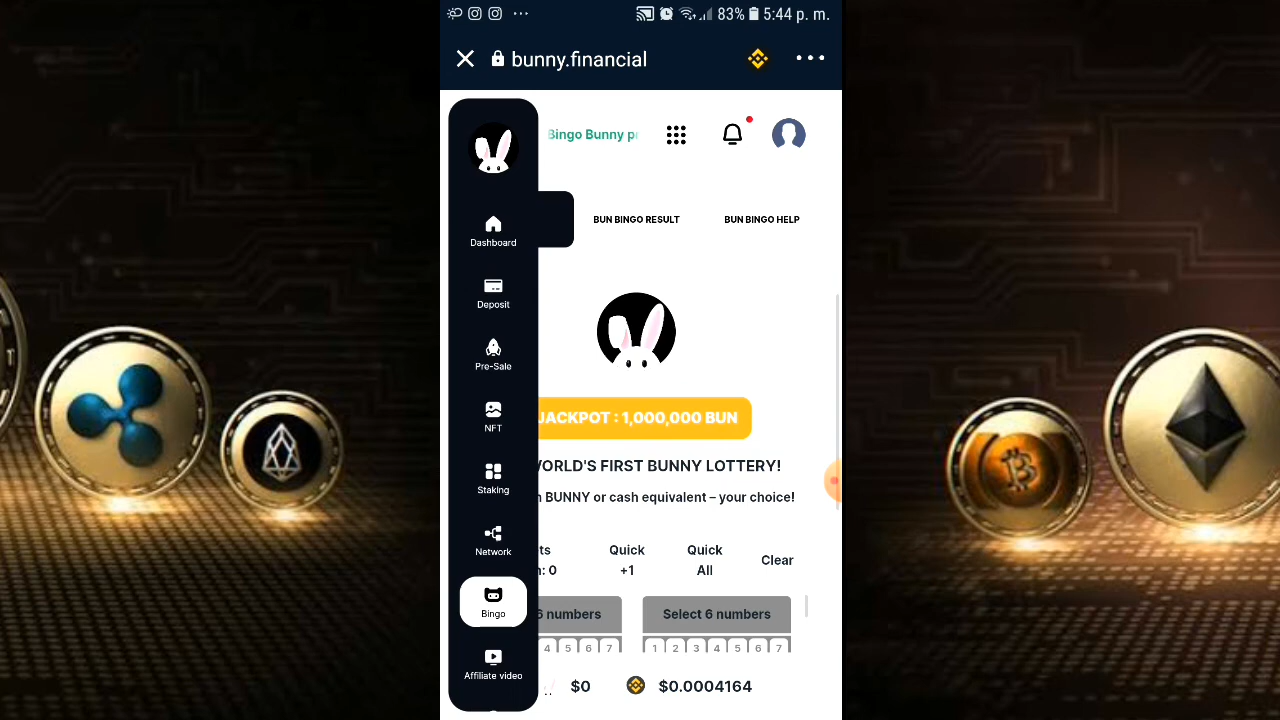 83% 5:44 p. m.
bunny.financial
Bingo Bunny
Dashboard
Deposit
Pre-Sale
NFT
Staking
Network
Bingo
Affiliate video
BUN BINGO RESULT
BUN BINGO HELP
JACKPOT : 1,000,000 BUN
WORLD'S FIRST BUNNY LOTTERY!
BUNNY or cash equivalent – your choice!
Quick
+1
Quick
All
Clear
6 numbers
4 5 6 7
Select 6 numbers
1 2 3 4 5 6 7
$0
$0.0004164